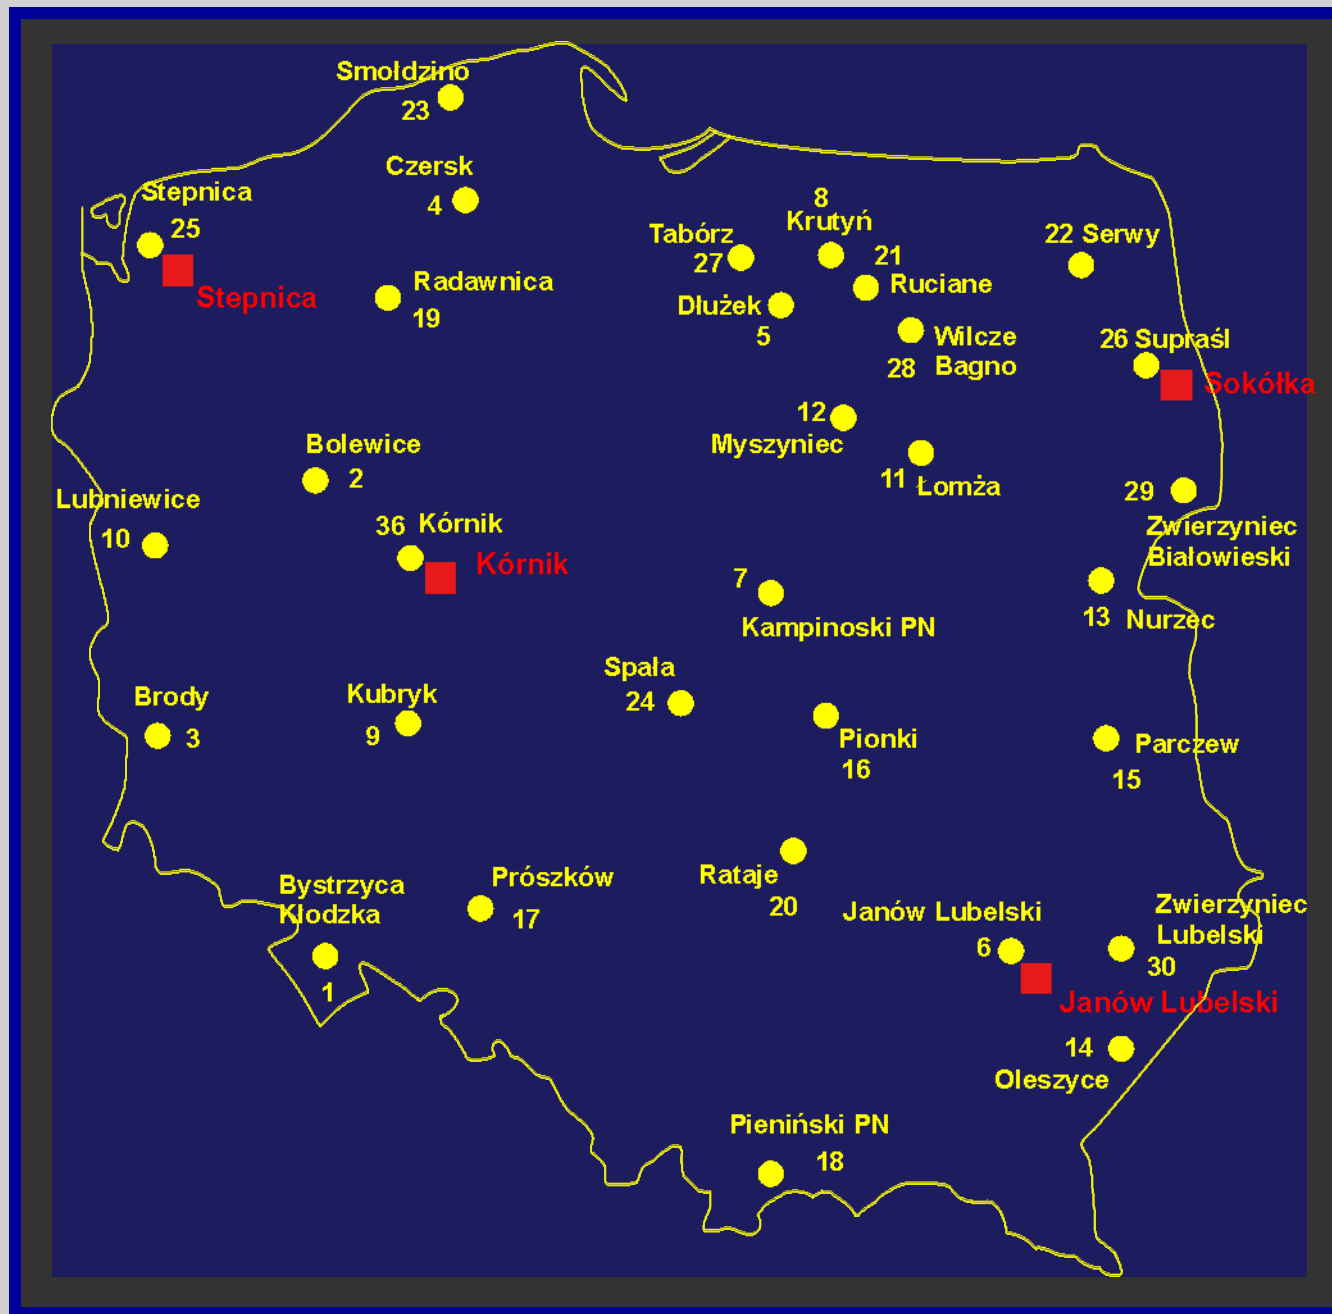 Smołdzino
23
Czersk
4
Stepnica
25
Stepnica
Radawnica
19
8
Krutyń
Tabórz
27
21
Ruciane
Dłużek
5
22 Serwy
Wilcze
28 Bagno
26 Supraśl
Sokółka
12
Myszyniec
11 Łomża
Bolewice
2
Lubniewice
10
36 Kórnik
Kórnik
29
Zwierzyniec
Białowieski
7
Kampinoski PN
13 Nurzec
Spała
24
Brody
3
Kubryk
9
Pionki
16
Parczew
15
Rataje
20
Bystrzyca
Kłodzka
1
Prószków
17
Janów Lubelski
6
Janów Lubelski
Zwierzyniec
Lubelski
30
14
Oleszyce
Pieniński PN
18